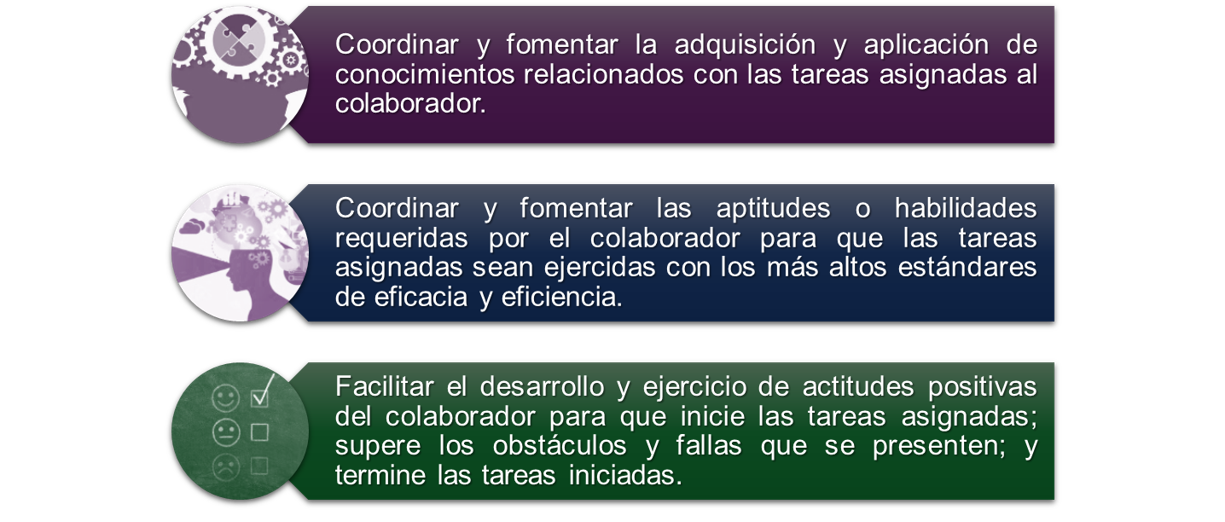 Coordinar y fomentar la adquisición y aplicación de
conocimientos relacionados con las tareas asignadas al
colaborador.
Coordinar y fomentar las aptitudes o habilidades
requeridas por el colaborador para que las tareas
asignadas sean ejercidas con los más altos estándares
de eficacia y eficiencia.
Facilitar el desarrollo y ejercicio de actitudes positivas
del colaborador para que inicie las tareas asignadas;
supere los obstáculos y fallas que se presenten; y
termine las tareas iniciadas.